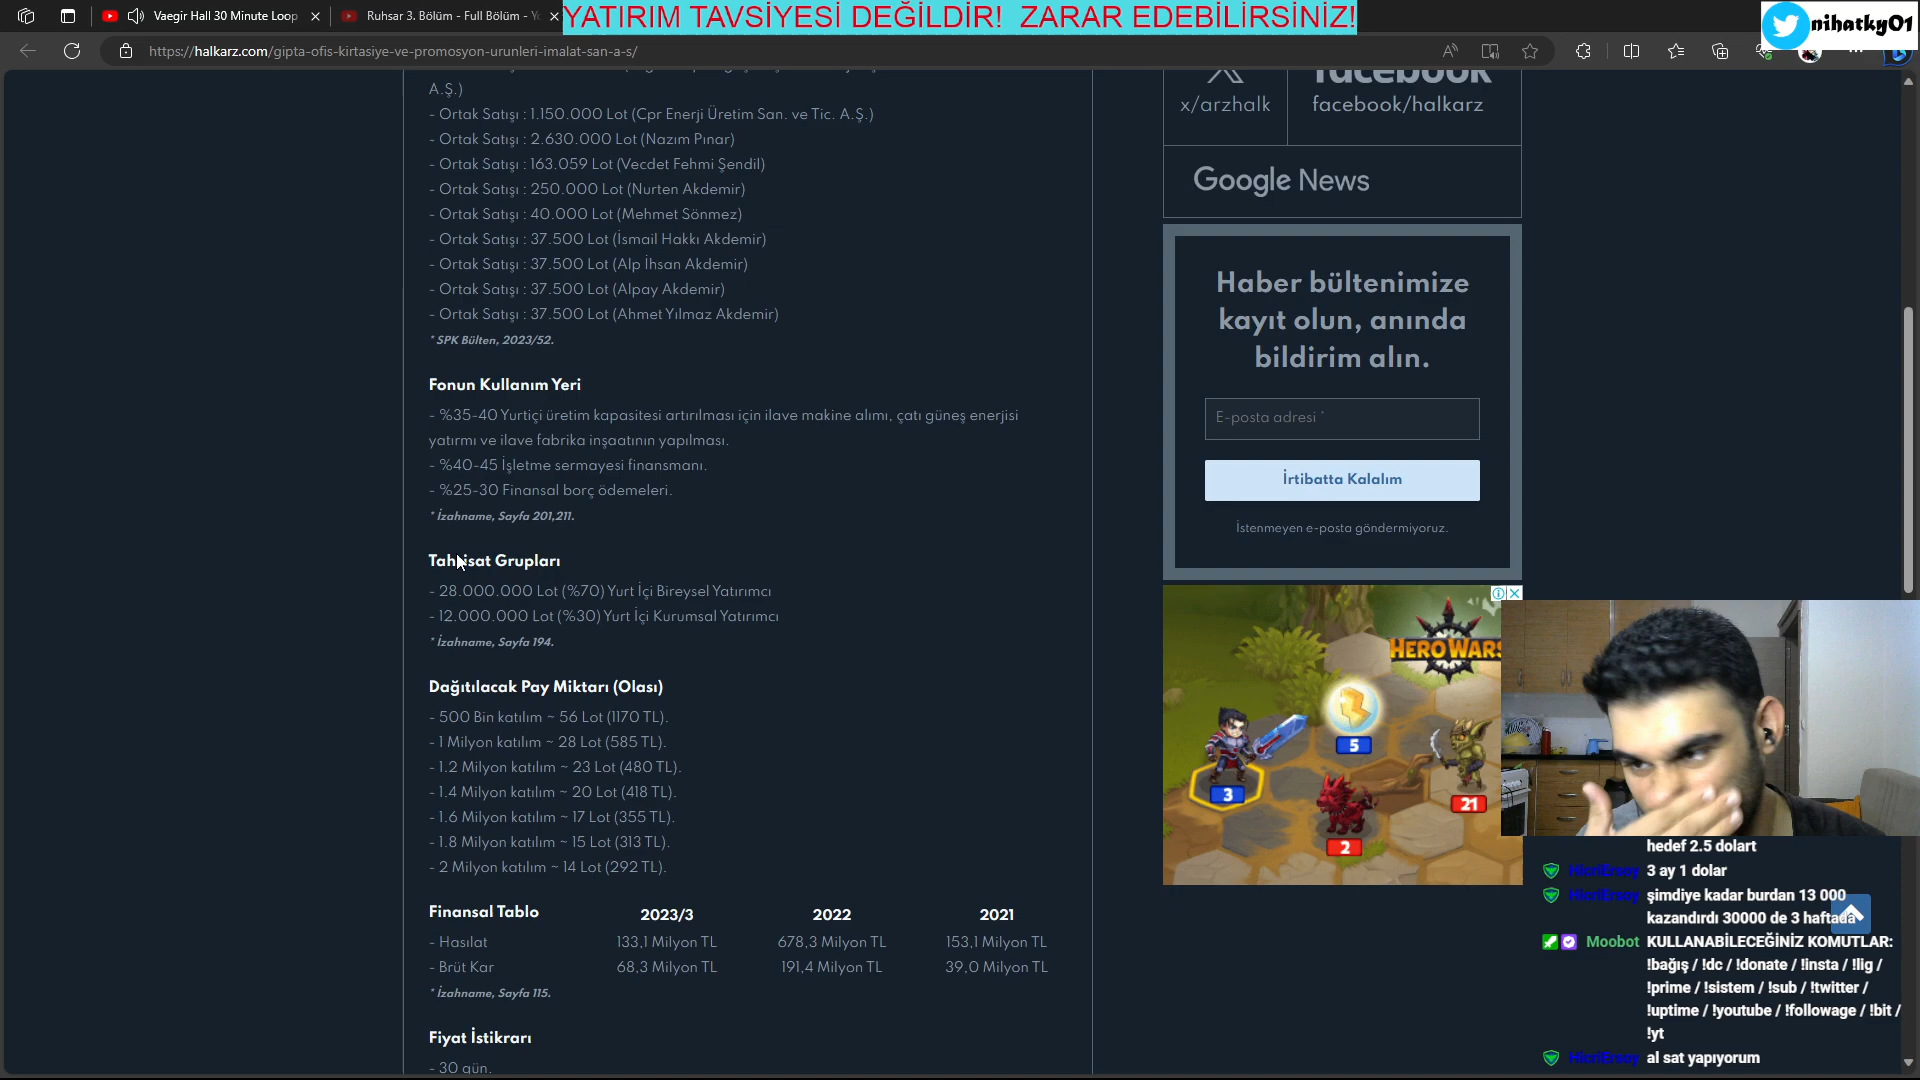 Vaegir Hall 30 Minute Loop
Ruhsar 3. Bölüm - Full Bölüm -
YATIRIM TAVSİYESİ DEĞİLDİR! ZARAR EDEBİLİRSİNİZ!
nihatky01
https://halkarz.com/gipta-ofis-kirtasiye-ve-promosyon-urunleri-imalat-san-a-s/
A.Ş.)
- Ortak Satışı : 1.150.000 Lot (Cpr Enerji Üretim San. ve Tic. A.Ş.)
- Ortak Satışı : 2.630.000 Lot (Nazım Pınar)
- Ortak Satışı : 163.059 Lot (Vecdet Fehmi Şendil)
- Ortak Satışı : 250.000 Lot (Nurten Akdemir)
- Ortak Satışı : 40.000 Lot (Mehmet Sönmez)
- Ortak Satışı : 37.500 Lot (İsmail Hakkı Akdemir)
- Ortak Satışı : 37.500 Lot (Alp İhsan Akdemir)
- Ortak Satışı : 37.500 Lot (Alpay Akdemir)
- Ortak Satışı : 37.500 Lot (Ahmet Yılmaz Akdemir)
* SPK Bülten, 2023/52.
Fonun Kullanım Yeri
- %35-40 Yurtiçi üretim kapasitesi artırılması için ilave makine alımı, çatı güneş enerjisi
yatırmı ve ilave fabrika inşaatının yapılması.
- %40-45 İşletme sermayesi finansmanı.
- %25-30 Finansal borç ödemeleri.
* İzahname, Sayfa 201,211.
Tahsisat Grupları
- 28.000.000 Lot (%70) Yurt İçi Bireysel Yatırımcı
- 12.000.000 Lot (%30) Yurt İçi Kurumsal Yatırımcı
* İzahname, Sayfa 194.
Dağıtılacak Pay Miktarı (Olası)
- 500 Bin katılım ~ 56 Lot (1170 TL).
- 1 Milyon katılım ~ 28 Lot (585 TL).
- 1.2 Milyon katılım ~ 23 Lot (480 TL).
- 1.4 Milyon katılım ~ 20 Lot (418 TL).
- 1.6 Milyon katılım ~ 17 Lot (355 TL).
- 1.8 Milyon katılım ~ 15 Lot (313 TL).
- 2 Milyon katılım ~ 14 Lot (292 TL).
Finansal Tablo 2023/3 2022 2021
- Hasılat 133,1 Milyon TL 678,3 Milyon TL 153,1 Milyon TL
- Brüt Kar 68,3 Milyon TL 191,4 Milyon TL 39,0 Milyon TL
* İzahname, Sayfa 115.
Fiyat İstikrarı
- 30 gün.
facebook
x/arzhalk facebook/halkarz
Google News
Haber bültenimize
kayıt olun, anında
bildirim alın.
E-posta adresi *
İrtibatta Kalalım
İstenmeyen e-posta göndermiyoruz.
HERO WARS
5
3
21
2
hedef 2.5 dolart
HicriErsoy 3 ay 1 dolar
HicriErsoy şimdiye kadar burdan 13 000
kazandırdı 30000 de 3 haftada
Moobot KULLANABİLECEĞİNİZ KOMUTLAR:
!bağış / !dc / !donate / !insta / !lig /
!prime / !sistem / !sub / !twitter /
!uptime / !youtube / !followage / !bit /
!yt
HicriErsoy al sat yapıyorum